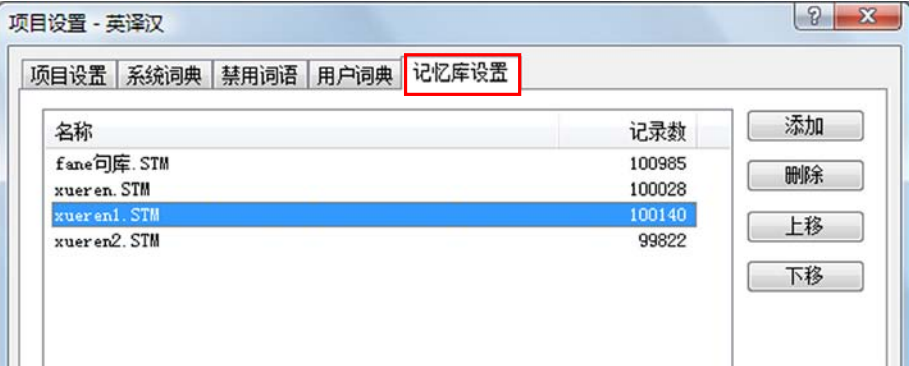 项目设置 - 英译汉
项目设置 系统词典 禁用词语 用户词典 记忆库设置
名称 记录数 添加
fane句库.STM 100985
删除
xueren.STM 100028
xueren1.STM 100140
上移
xueren2.STM 99822
下移